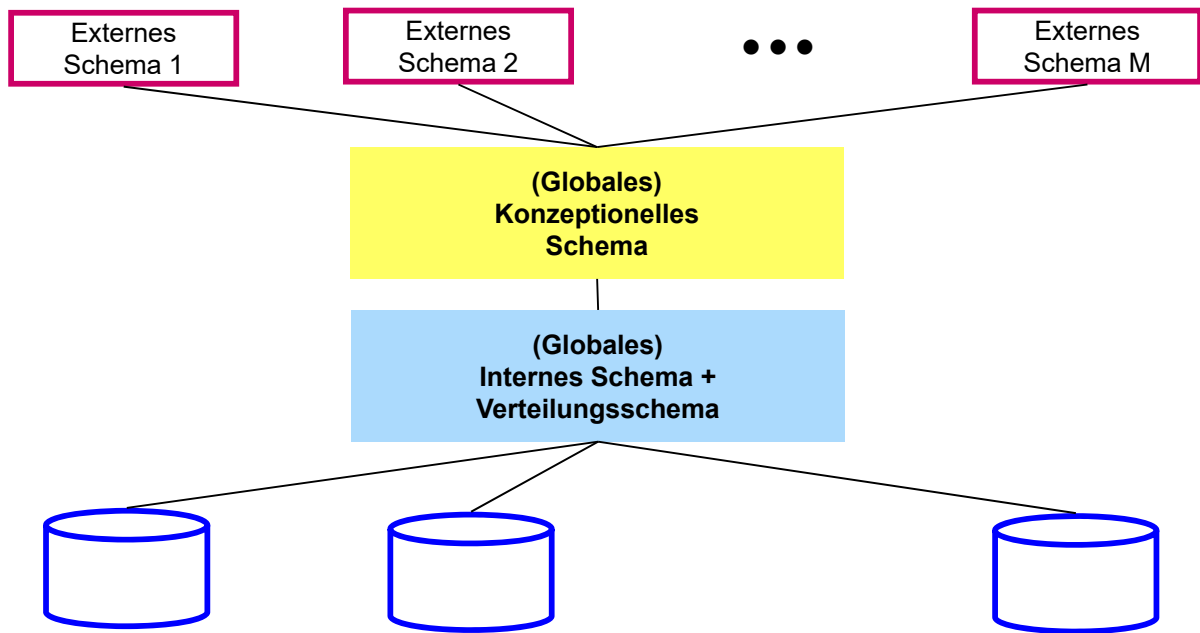 Externes
Schema 1
Externes
Schema 2
•••
Externes
Schema M
(Globales)
Konzeptionelles
Schema
(Globales)
Internes Schema +
Verteilungsschema